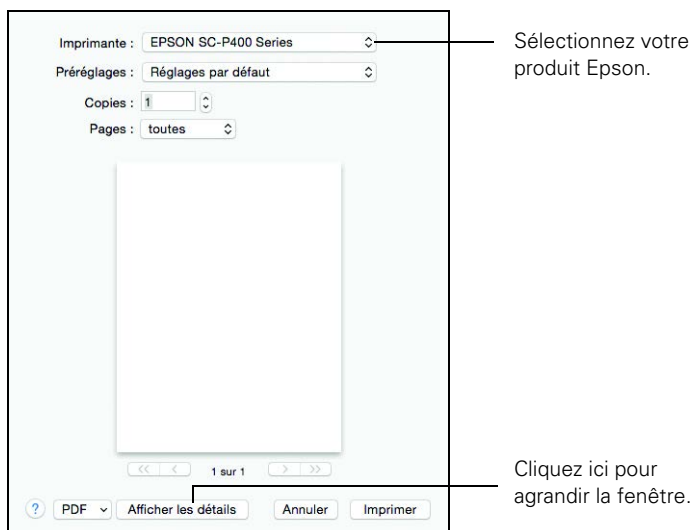 Imprimante : EPSON SC-P400 Series
Préréglages : Réglages par défaut
Copies : 1
Pages : toutes
1 sur 1
? PDF Afficher les détails Annuler Imprimer
Sélectionnez votre
produit Epson.
Cliquez ici pour
agrandir la fenêtre.